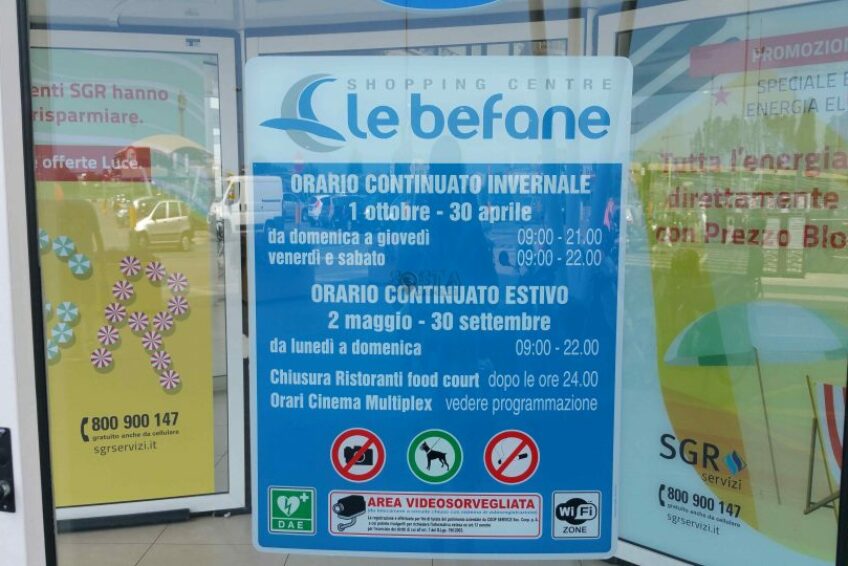 enti SGR hanno
risparmiare.
e offerte Luce
800 900 147
gratuito anche da cellulare
sgrservizi.it
SHOPPING CENTRE
le befane
ORARIO CONTINUATO INVERNALE
1 ottobre - 30 aprile
da domenica a giovedì 09:00 - 21.00
venerdì e sabato 09:00 - 22.00
ORARIO CONTINUATO ESTIVO
2 maggio - 30 settembre
da lunedì a domenica 09:00 - 22.00
Chiusura Ristoranti food court dopo le ore 24.00
Orari Cinema Multiplex vedere programmazione
DAE
AREA VIDEOSORVEGLIATA
Wi Fi
ZONE
PROMOZION
SPECIALE
ENERGIA EL
Tutta l'energia
direttamente
con Prezzo Blo
SGR
servizi
800 900 147
gratuito anche da cellulare
sgrservizi.it